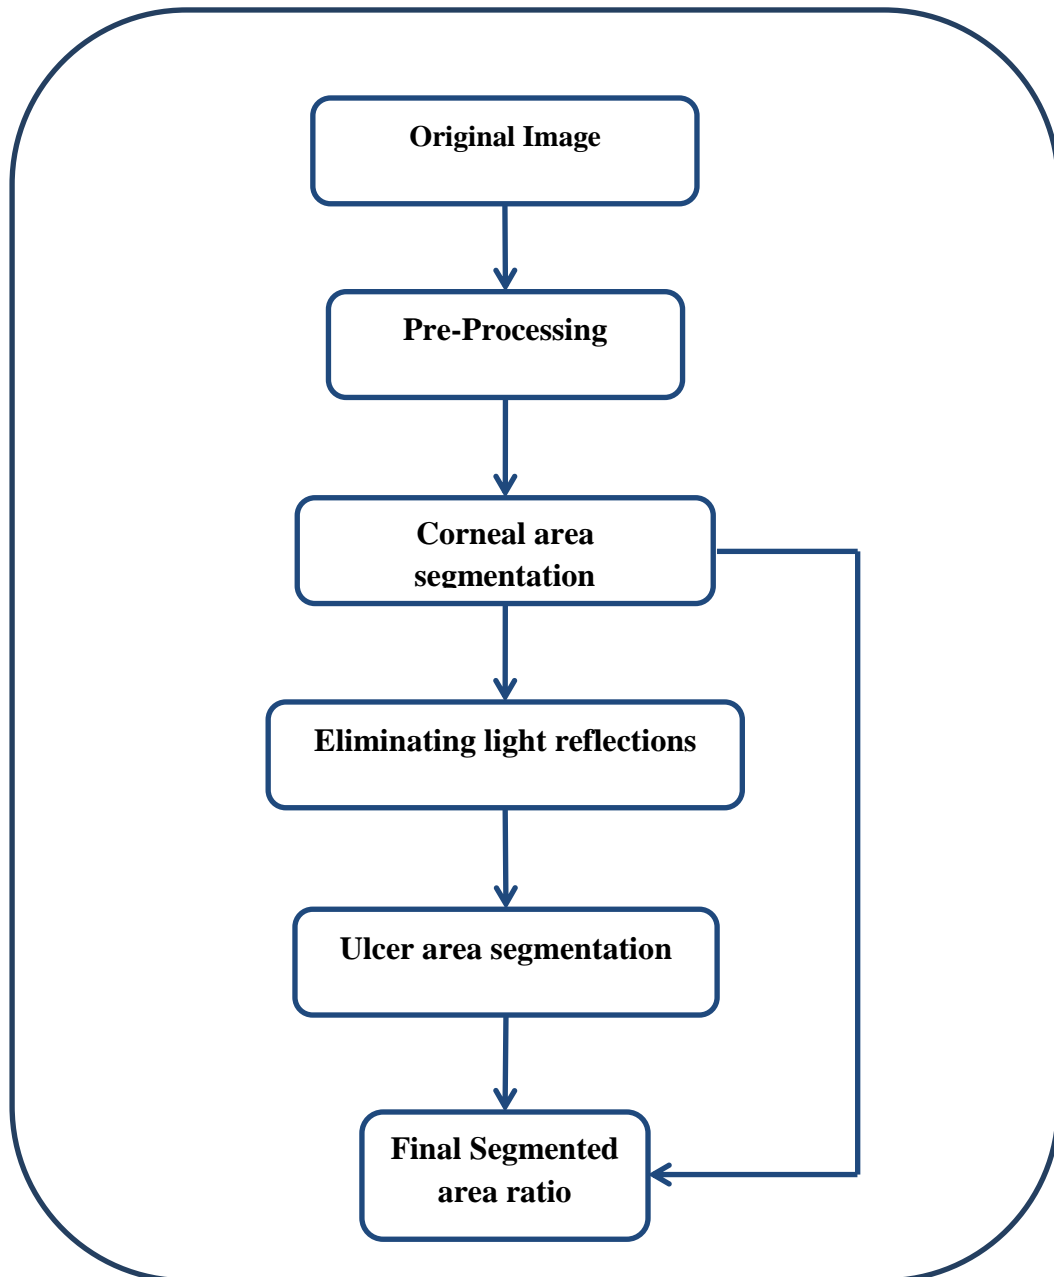 Original Image
Pre-Processing
Corneal area
segmentation
Eliminating light reflections
Ulcer area segmentation
Final Segmented
area ratio